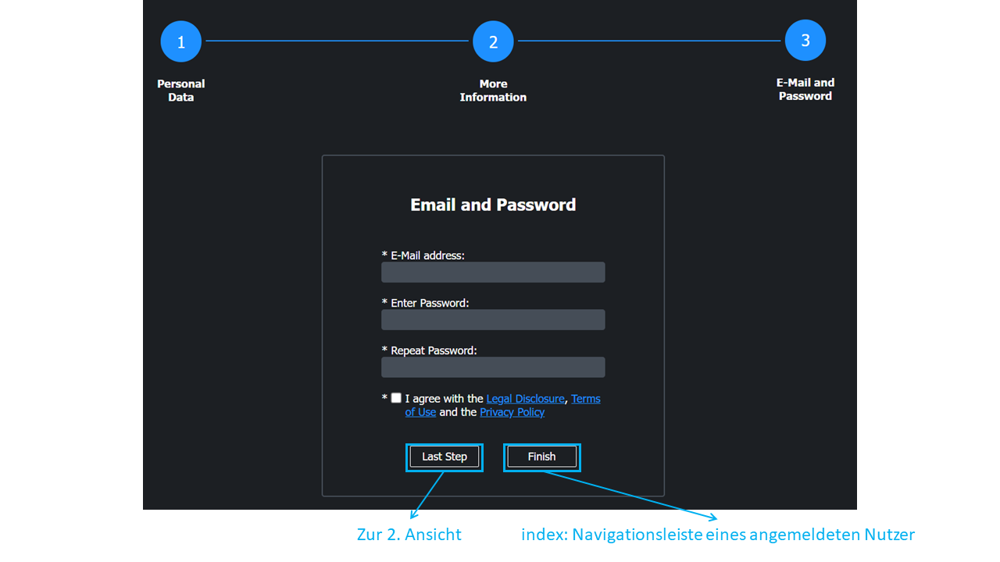 1
2
3
Personal
Data
More
Information
E-Mail and
Password
Email and Password
* E-Mail address:
* Enter Password:
* Repeat Password:
* I agree with the Legal Disclosure, Terms
of Use and the Privacy Policy
Last Step
Finish
Zur 2. Ansicht
index: Navigationsleiste eines angemeldeten Nutzer